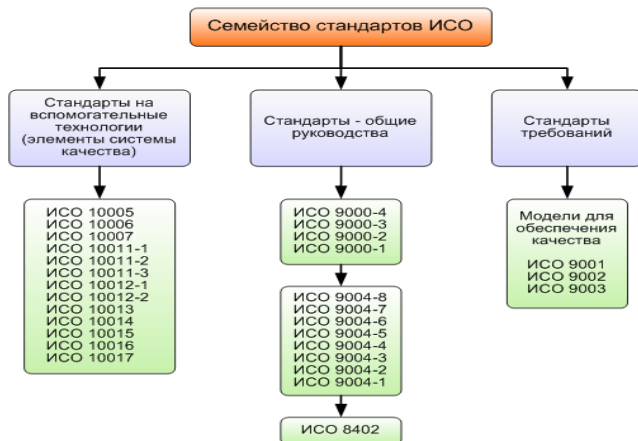 Семейство стандартов ИСО
Стандарты на
вспомогательные
технологии
(элементы системы
качества)
ИСО 10005
ИСО 10006
ИСО 10007
ИСО 10011-1
ИСО 10011-2
ИСО 10011-3
ИСО 10012-1
ИСО 10012-2
ИСО 10013
ИСО 10014
ИСО 10015
ИСО 10016
ИСО 10017
Стандарты - общие
руководства
ИСО 9000-4
ИСО 9000-3
ИСО 9000-2
ИСО 9000-1
ИСО 9004-8
ИСО 9004-7
ИСО 9004-6
ИСО 9004-5
ИСО 9004-4
ИСО 9004-3
ИСО 9004-2
ИСО 9004-1
ИСО 8402
Стандарты
требований
Модели для
обеспечения
качества
ИСО 9001
ИСО 9002
ИСО 9003